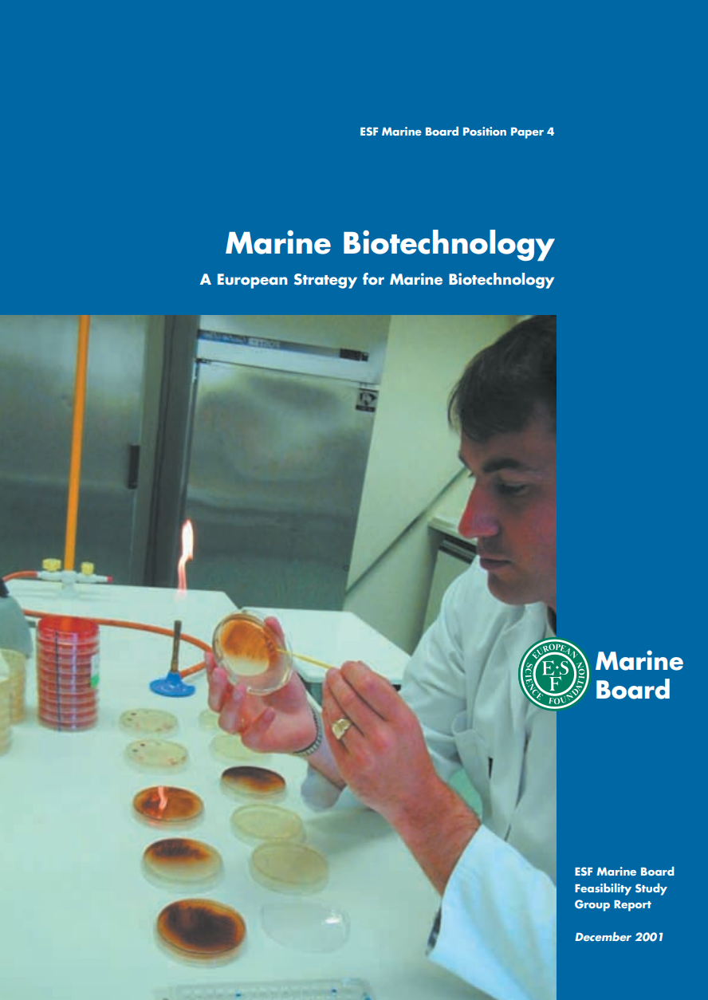 ESF Marine Board Position Paper 4
Marine Biotechnology
A European Strategy for Marine Biotechnology
EUROPEAN
SCIENCE FOUNDATION
E·S
F
Marine
Board
ESF Marine Board
Feasibility Study
Group Report
December 2001